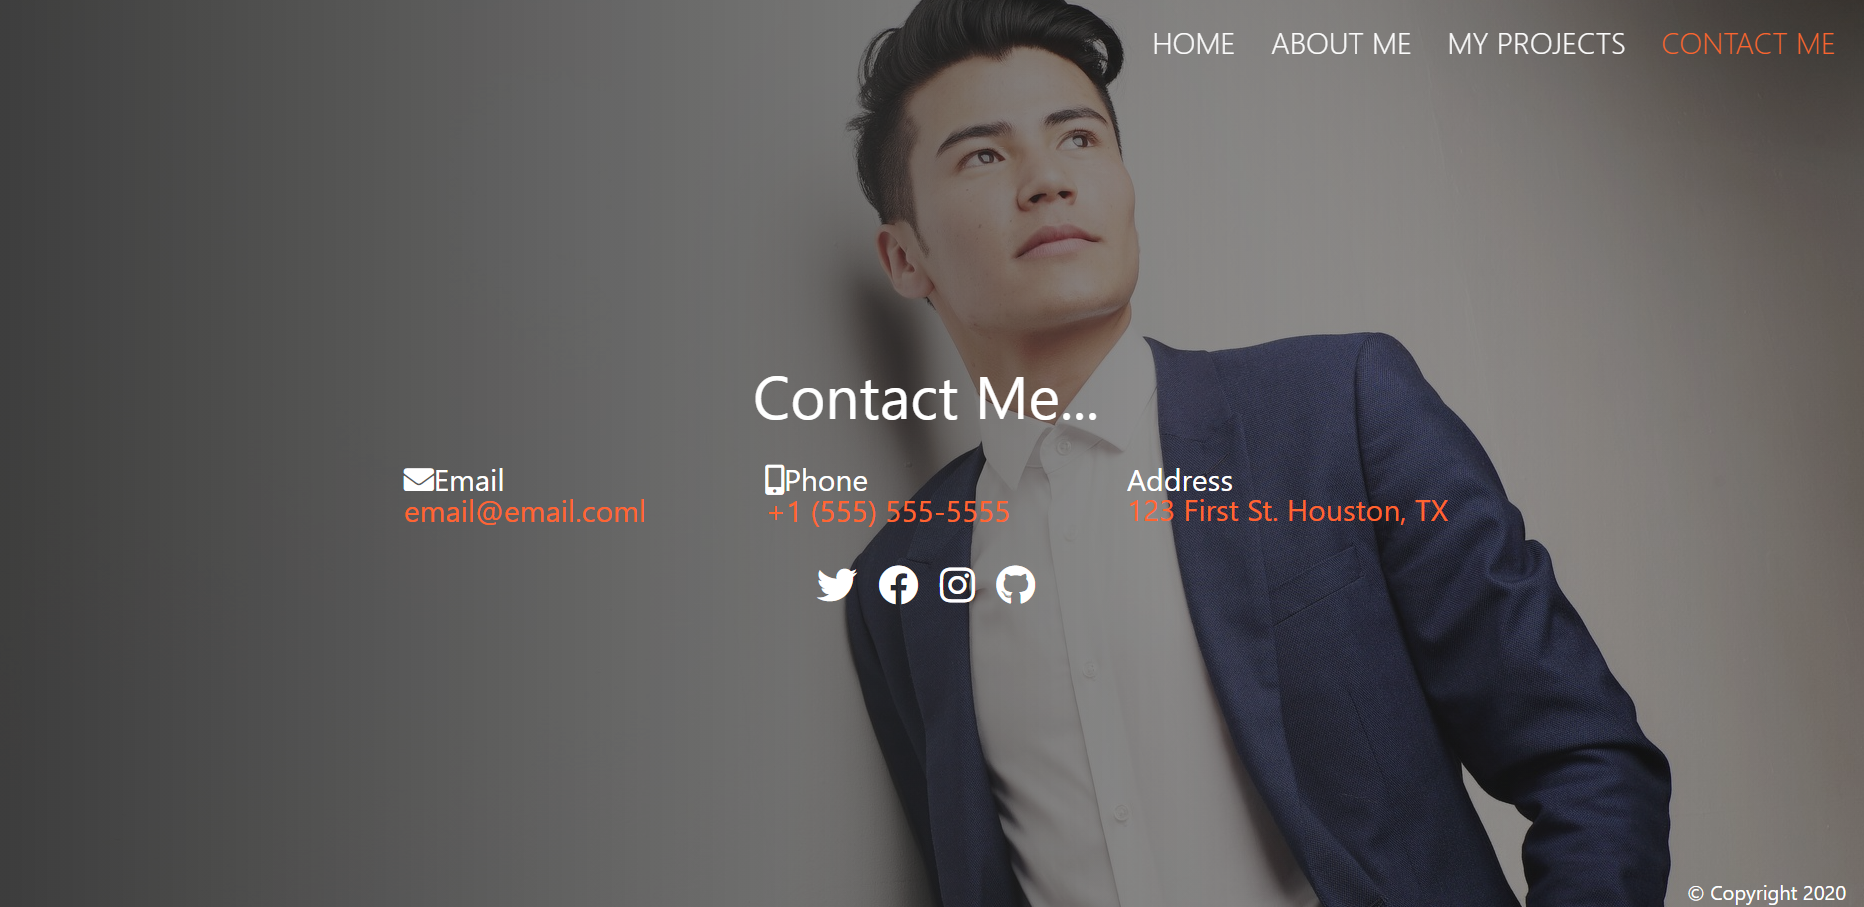 HOME ABOUT ME MY PROJECTS CONTACT ME
Contact Me...
Email Phone Address
email@email.coml +1 (555) 555-5555 123 First St. Houston, TX
© Copyright 2020